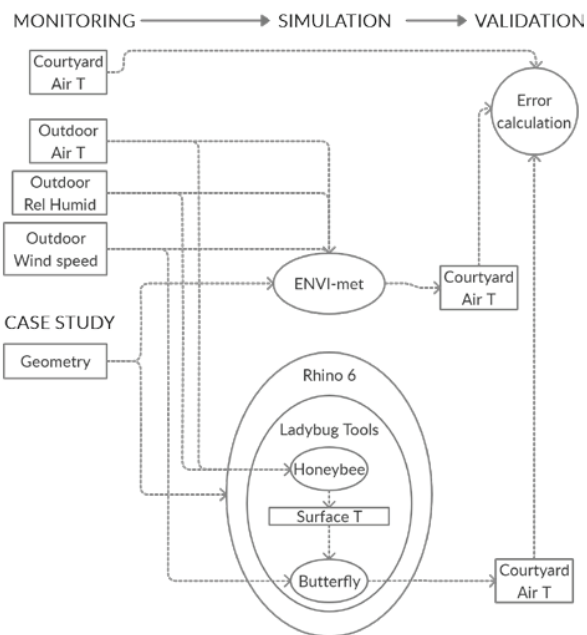 MONITORING
SIMULATION
VALIDATION
Courtyard
Air T
Error
calculation
Outdoor
Air T
Outdoor
Rel Humid
Outdoor
Wind speed
ENVI-met
Courtyard
Air T
CASE STUDY
Geometry
Rhino 6
Ladybug Tools
Honeybee
Surface T
Butterfly
Courtyard
Air T